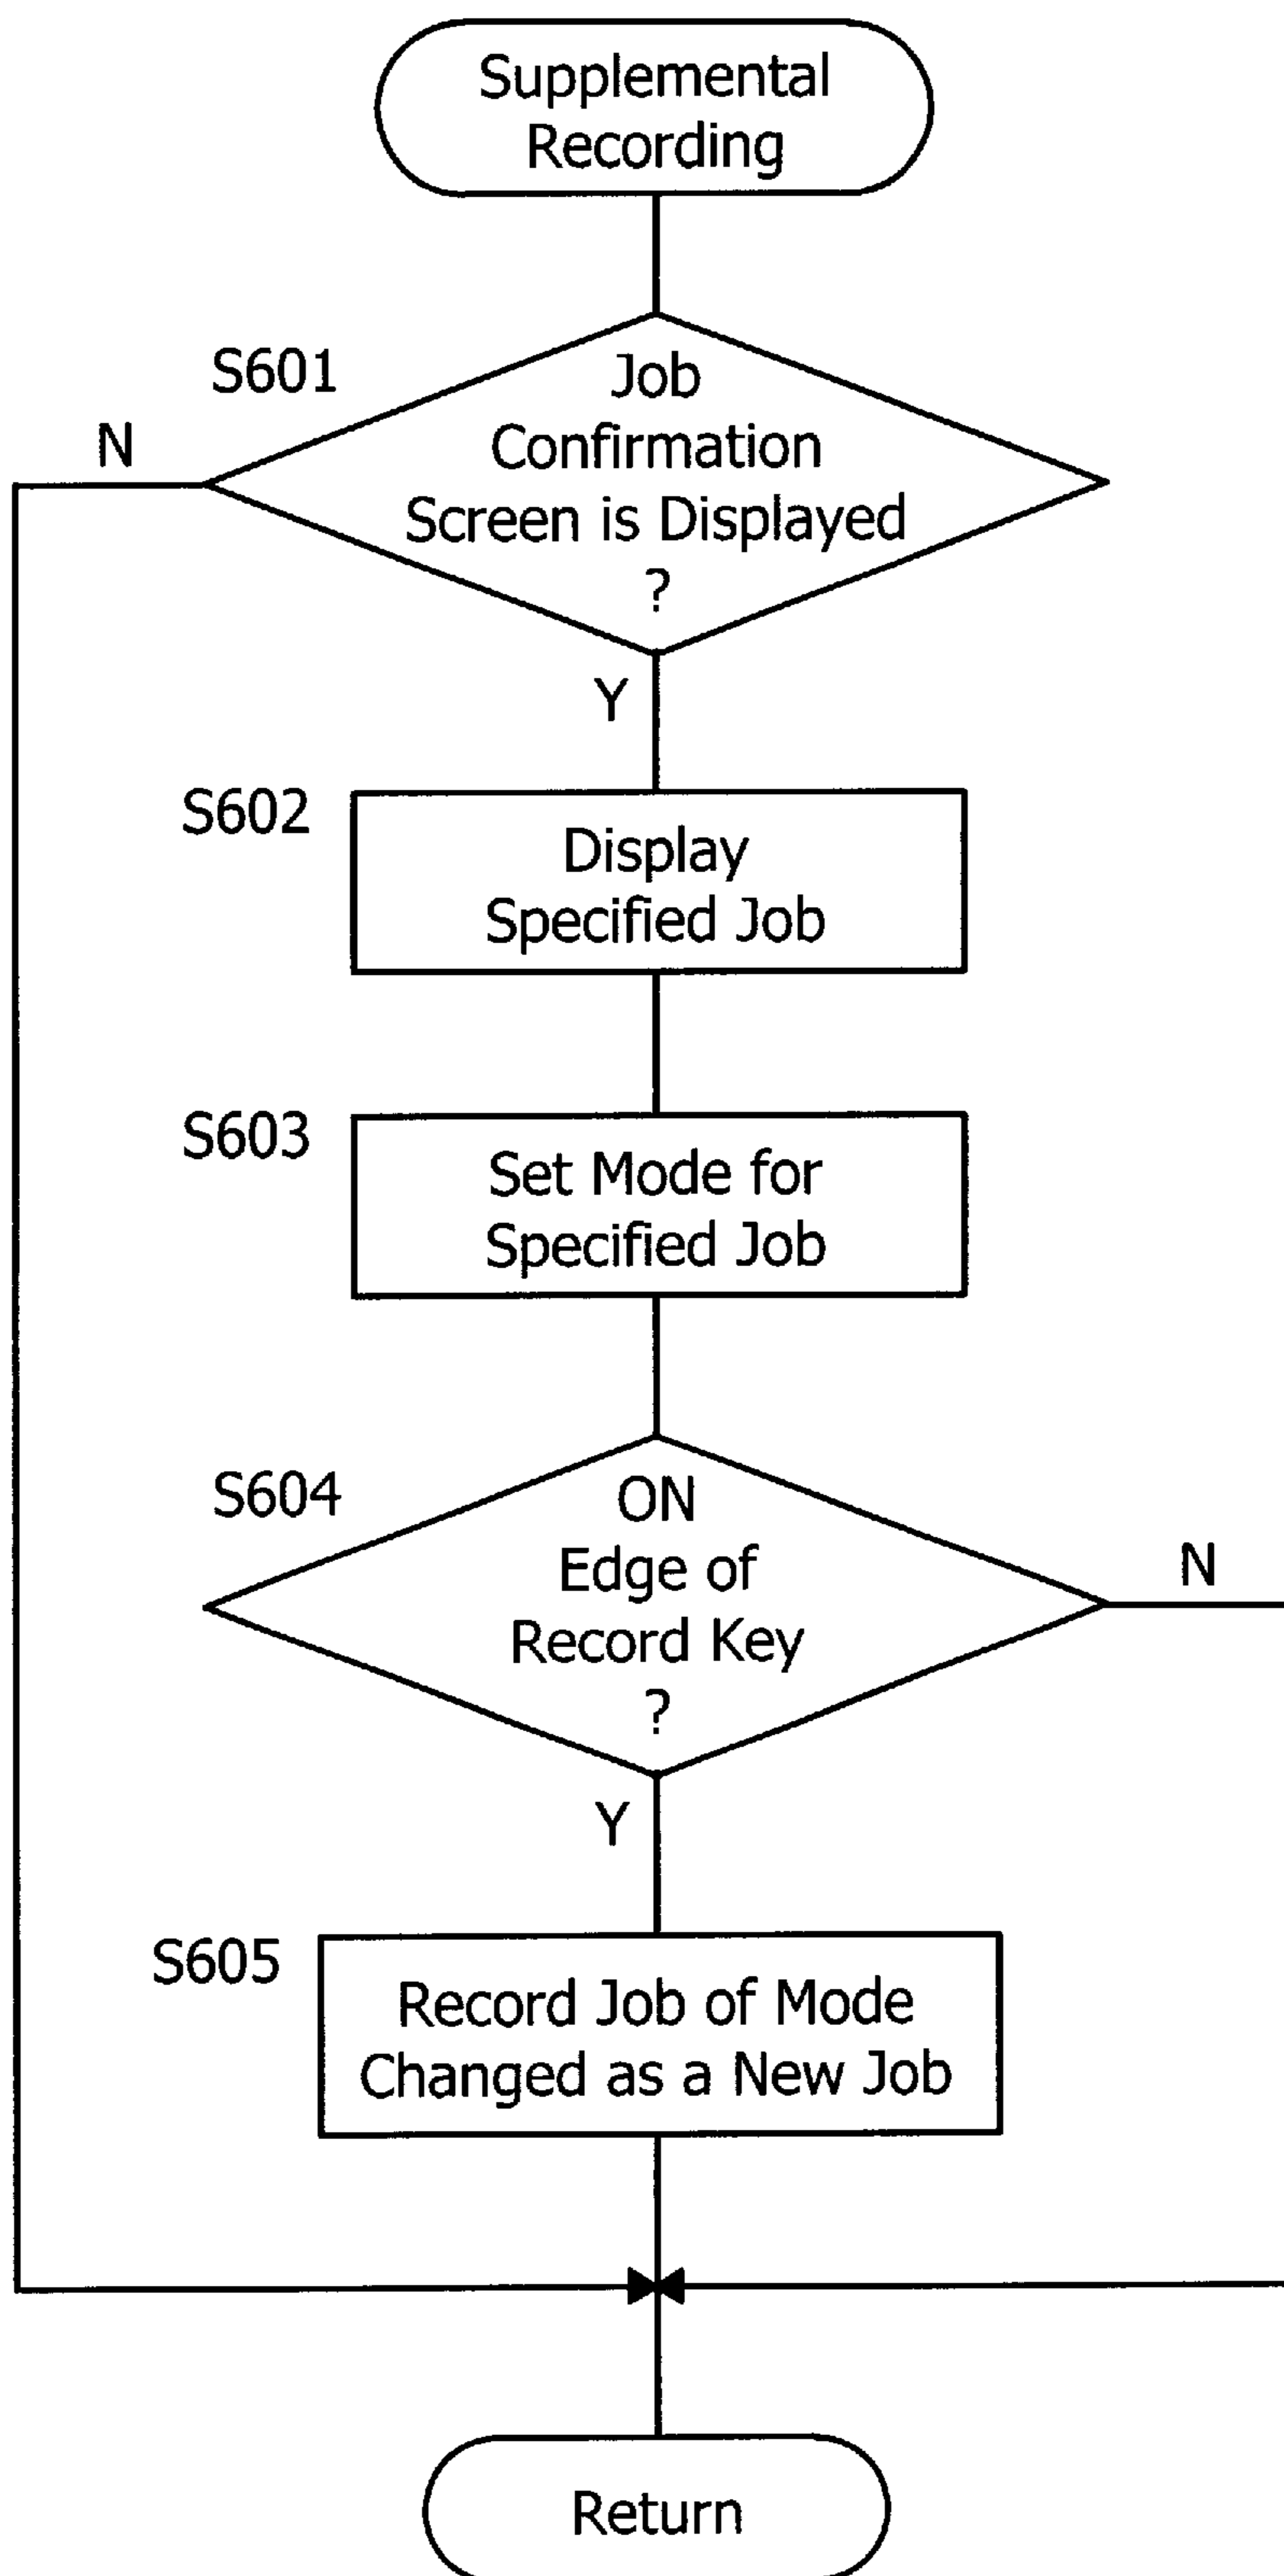 Supplemental
Recording
S601
Job
Confirmation
Screen is Displayed
?
N
Y
S602
Display
Specified Job
S603
Set Mode for
Specified Job
S604
ON
Edge of
Record Key
?
N
Y
S605
Record Job of Mode
Changed as a New Job
Return